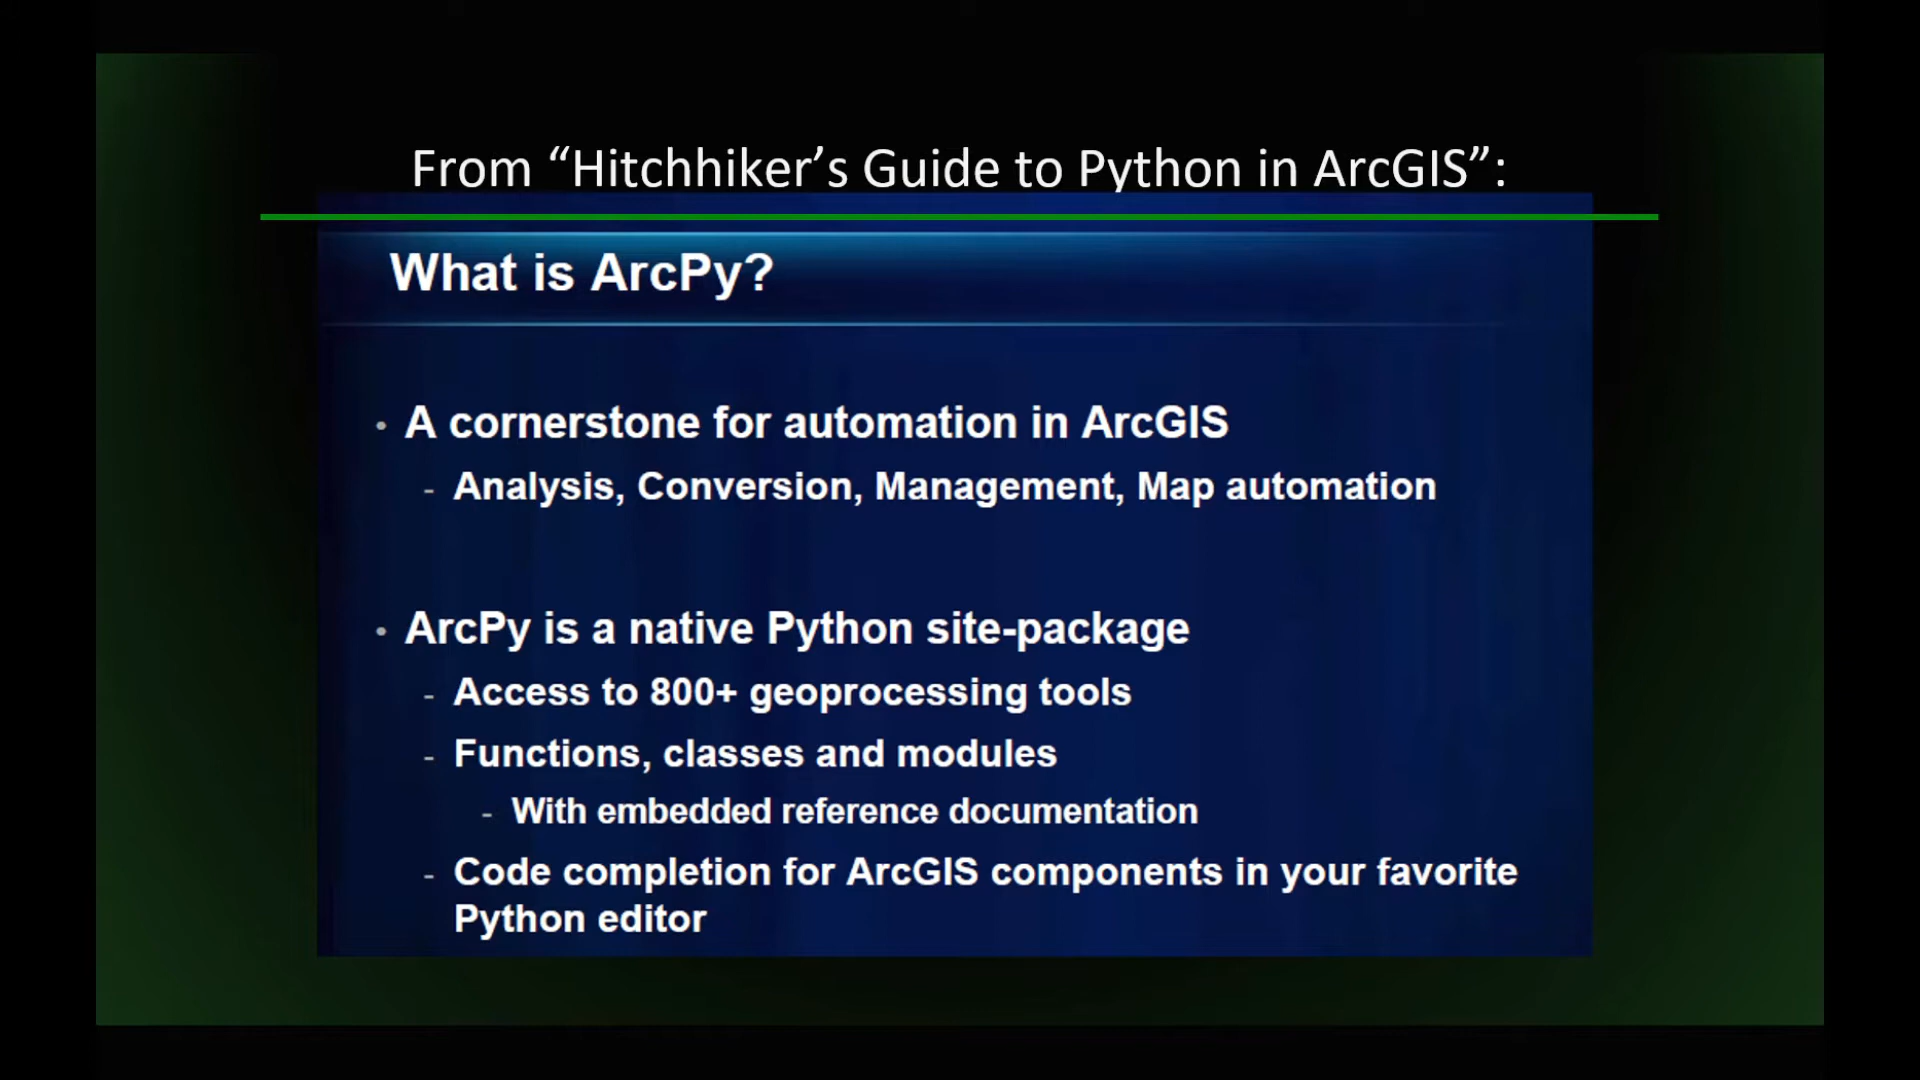 From “Hitchhiker’s Guide to Python in ArcGIS”:
What is ArcPy?
• A cornerstone for automation in ArcGIS
- Analysis, Conversion, Management, Map automation
• ArcPy is a native Python site-package
- Access to 800+ geoprocessing tools
- Functions, classes and modules
- With embedded reference documentation
- Code completion for ArcGIS components in your favorite
Python editor